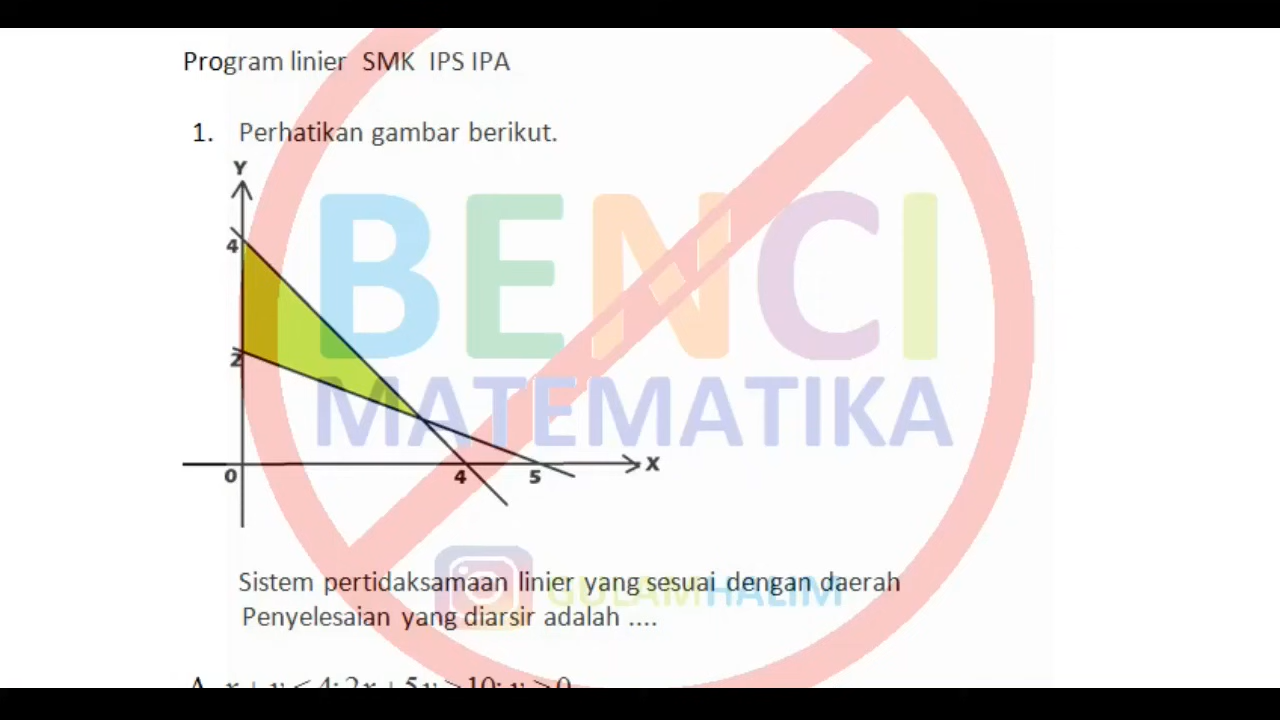 Program linier SMK IPS IPA
1. Perhatikan gambar berikut.
Y
BENCI
4
2
MATEMATIKA
0 4 5 X
Sistem pertidaksamaan linier yang sesuai dengan daerah
GULAMHALIM
Penyelesaian yang diarsir adalah ....